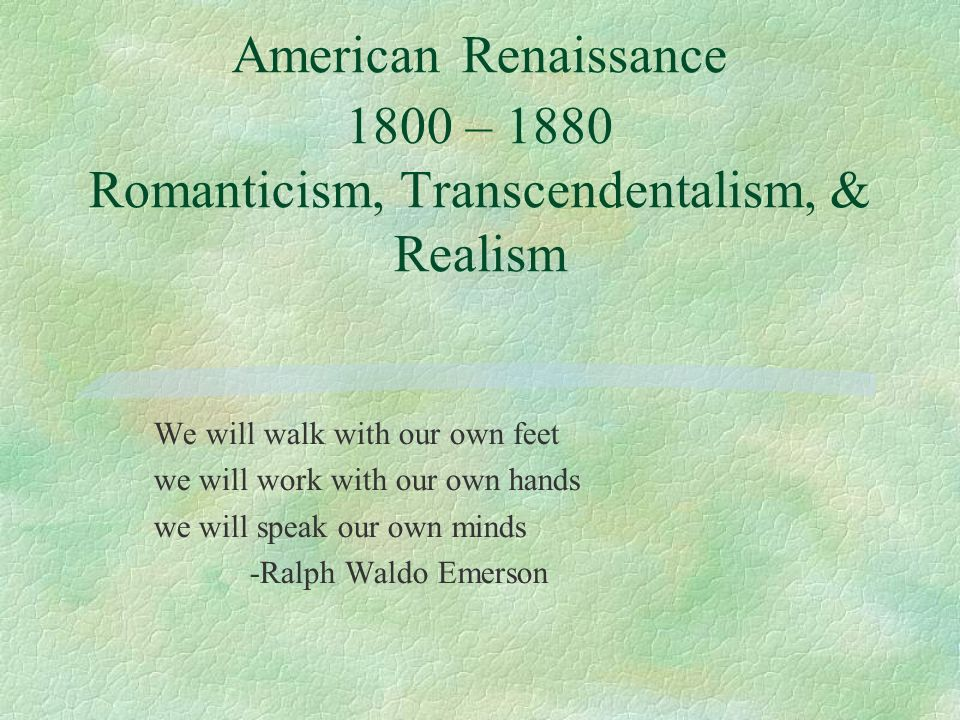 American Renaissance
1800 – 1880
Romanticism, Transcendentalism, &
Realism
We will walk with our own feet
we will work with our own hands
we will speak our own minds
-Ralph Waldo Emerson